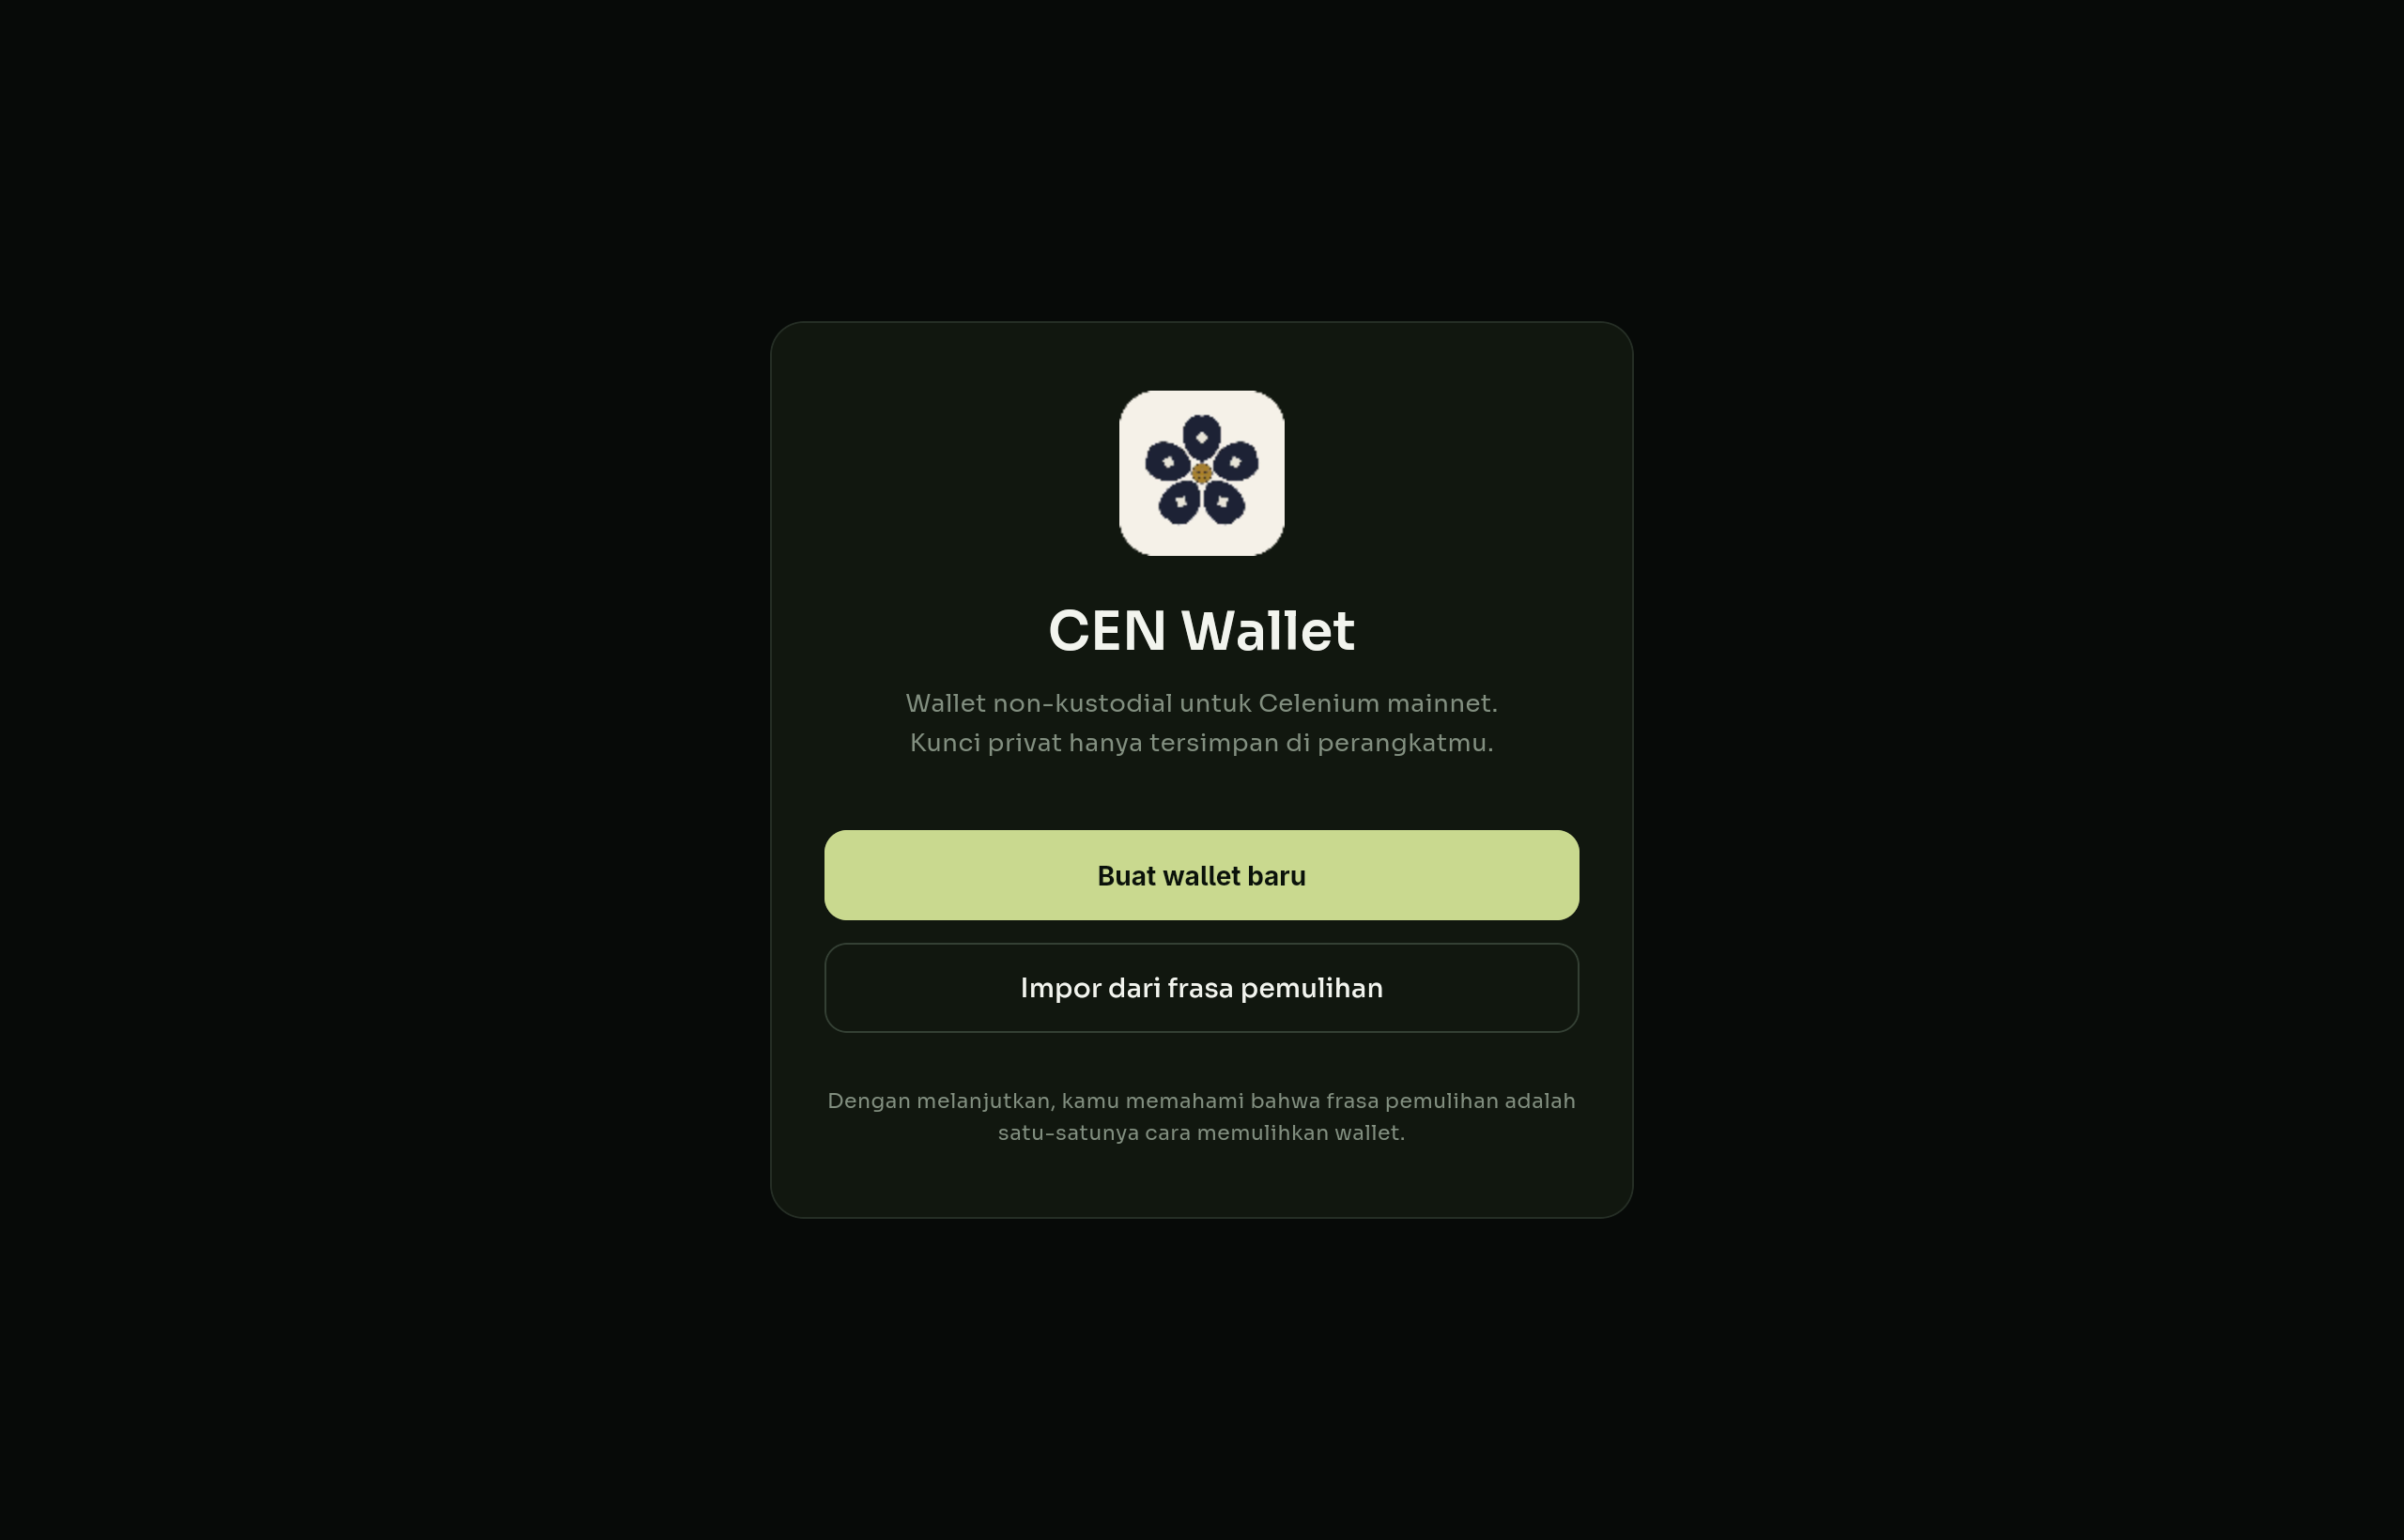 CEN Wallet
Wallet non-kustodial untuk Celenium mainnet.
Kunci privat hanya tersimpan di perangkatmu.
Buat wallet baru
Impor dari frasa pemulihan
Dengan melanjutkan, kamu memahami bahwa frasa pemulihan adalah
satu-satunya cara memulihkan wallet.